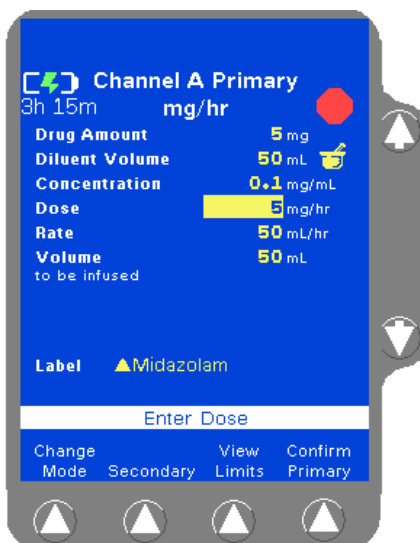 Channel A Primary
3h 15m mg/hr
Drug Amount 5 mg
Diluent Volume 50 mL
Concentration 0.1 mg/mL
Dose 5 mg/hr
Rate 50 mL/hr
Volume 50 mL
to be infused
Label Midazolam
Enter Dose
Change Mode
Secondary
View Limits
Confirm Primary